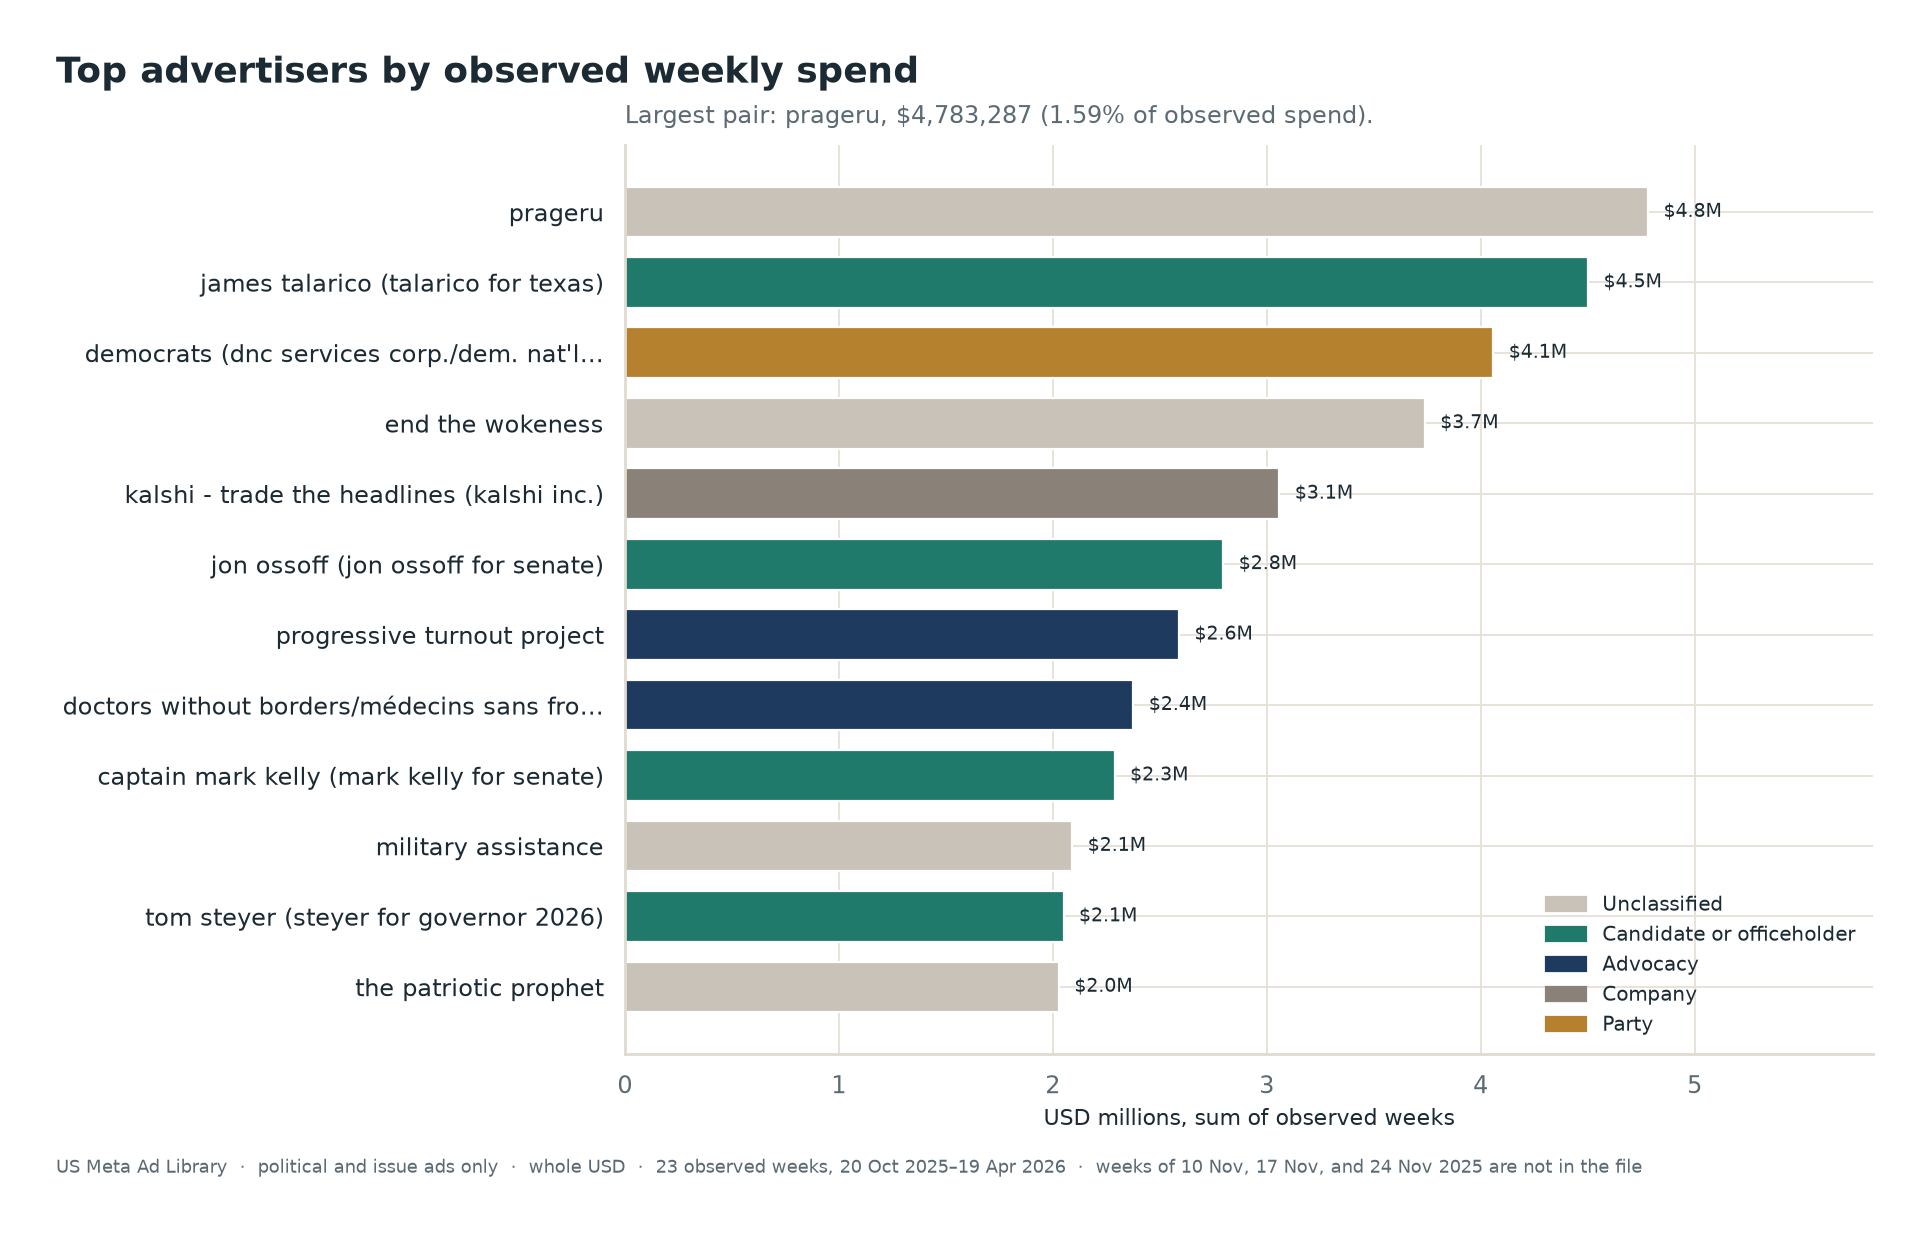 Top advertisers by observed weekly spend
Largest pair: prageru, $4,783,287 (1.59% of observed spend).
prageru $4.8M
james talarico (talarico for texas) $4.5M
democrats (dnc services corp./dem. nat'l… $4.1M
end the wokeness $3.7M
kalshi - trade the headlines (kalshi inc.) $3.1M
jon ossoff (jon ossoff for senate) $2.8M
progressive turnout project $2.6M
doctors without borders/médecins sans fro… $2.4M
captain mark kelly (mark kelly for senate) $2.3M
military assistance $2.1M
tom steyer (steyer for governor 2026) $2.1M
the patriotic prophet $2.0M
Unclassified
Candidate or officeholder
Advocacy
Company
Party
0 1 2 3 4 5
USD millions, sum of observed weeks
US Meta Ad Library · political and issue ads only · whole USD · 23 observed weeks, 20 Oct 2025–19 Apr 2026 · weeks of 10 Nov, 17 Nov, and 24 Nov 2025 are not in the file